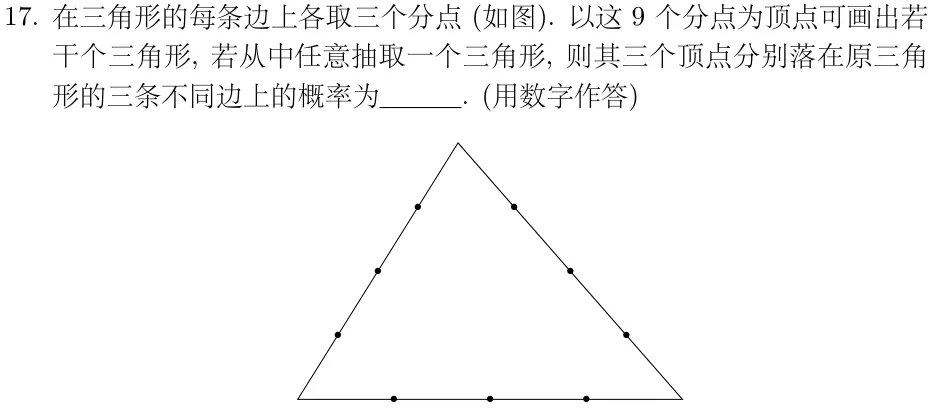 17. 在三角形的每条边上各取三个分点 (如图). 以这 9 个分点为顶点可画出若
干个三角形, 若从中任意抽取一个三角形, 则其三个顶点分别落在原三角
形的三条不同边上的概率为______. (用数字作答)